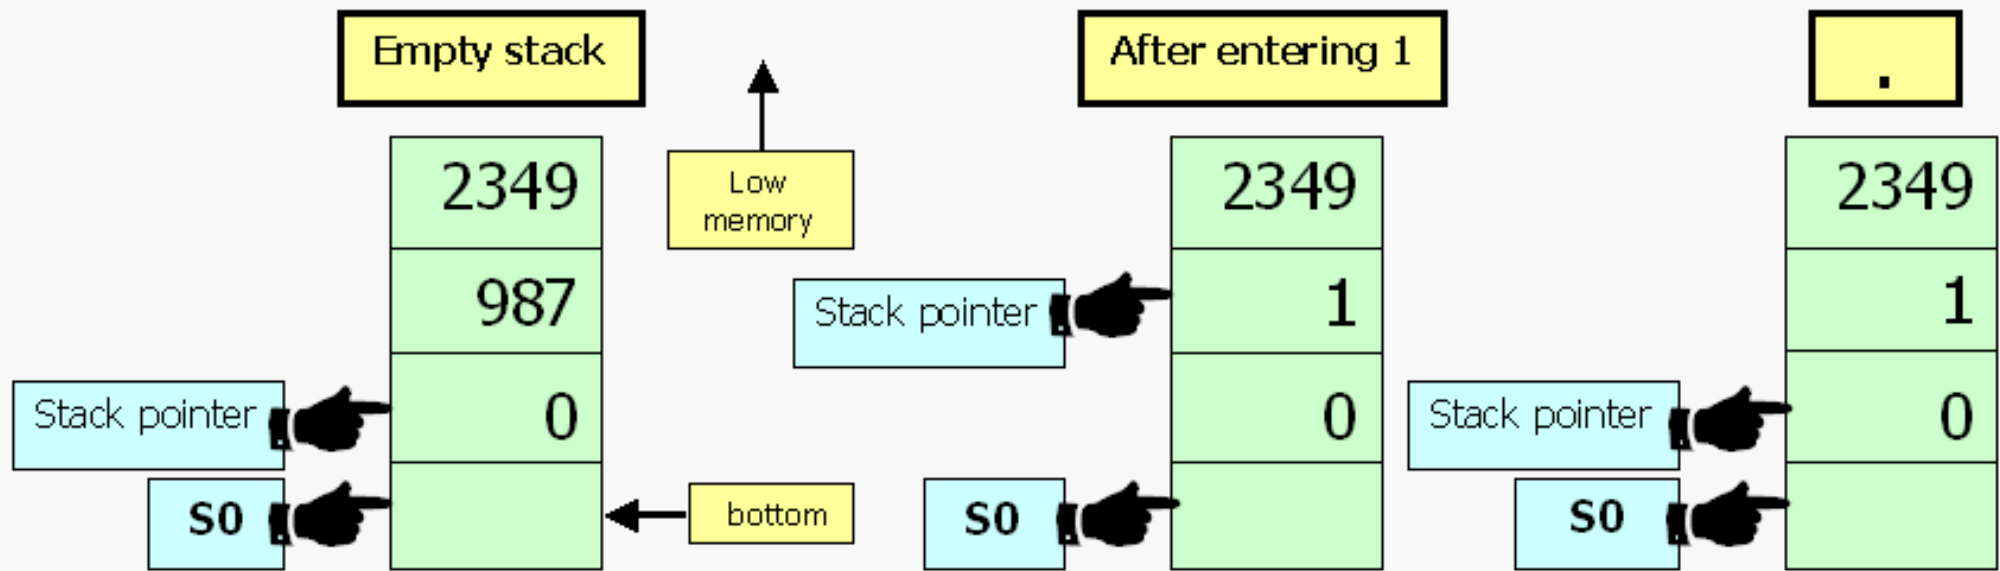 Empty stack
After entering 1
.
2349
987
0
Low
memory
Stack pointer
S0
bottom
2349
1
0
Stack pointer
S0
2349
1
0
Stack pointer
S0